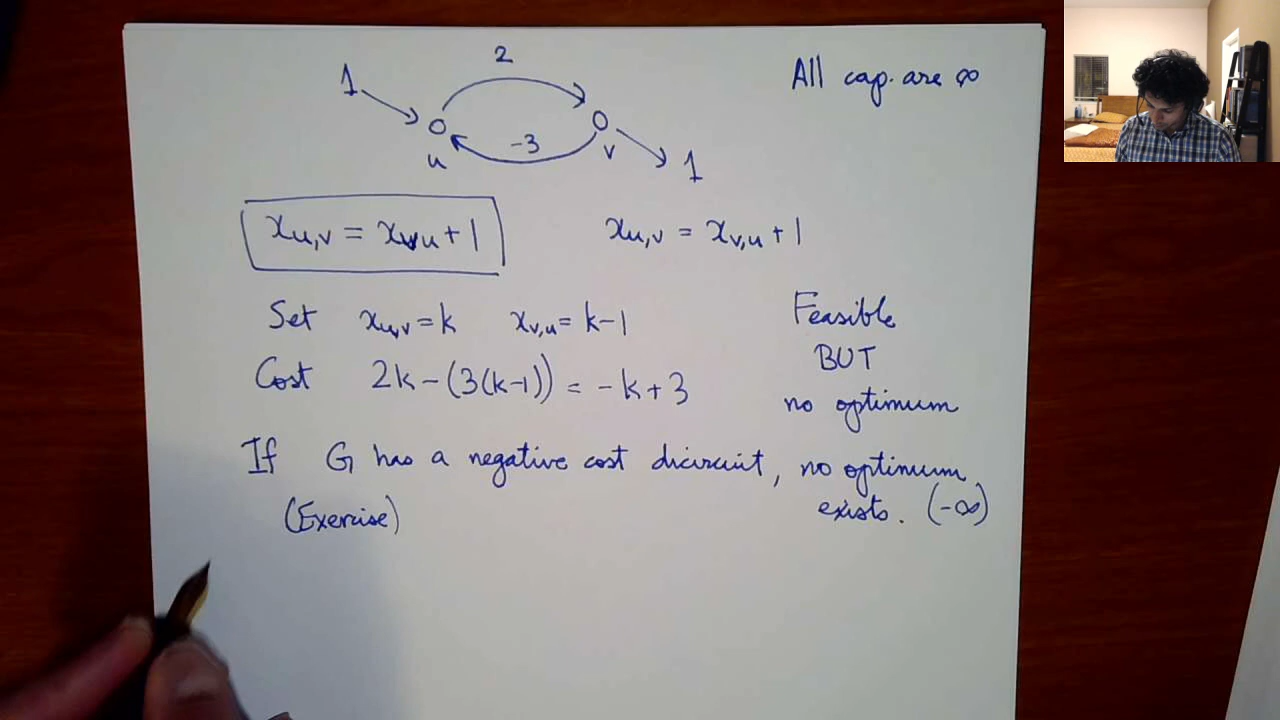 2
1
All cap. are ∞
-3
u
v
1
x_{u,v} = x_{v,u} + 1
x_{u,v} = x_{v,u} + 1
Set x_{u,v} = k x_{v,u} = k-1
Feasible
BUT
Cost 2k - (3(k-1)) = -k + 3
no optimum
If G has a negative cost dicircuit, no optimum
(Exercise) exists. (-∞)